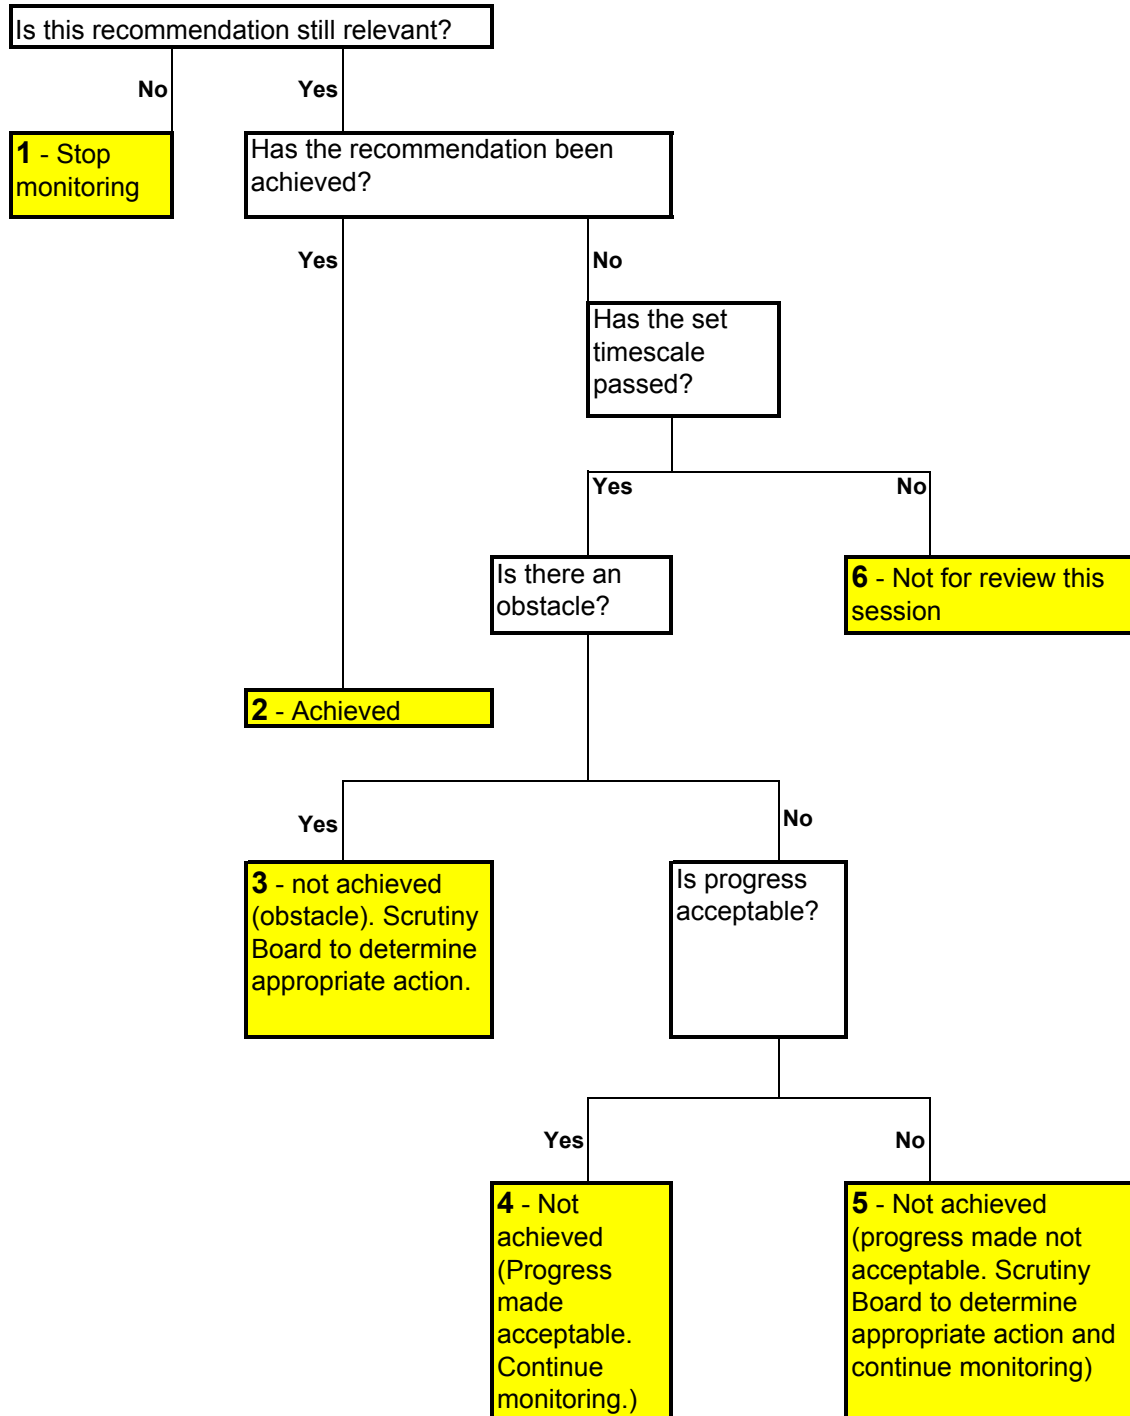 Is this recommendation still relevant?
No
Yes
1 - Stop
monitoring
Has the recommendation been
achieved?
Yes
No
Has the set
timescale
passed?
Yes
No
Is there an
obstacle?
6 - Not for review this
session
2 - Achieved
Yes
No
3 - not achieved
(obstacle). Scrutiny
Board to determine
appropriate action.
Is progress
acceptable?
Yes
No
4 - Not
achieved
(Progress
made
acceptable.
Continue
monitoring.)
5 - Not achieved
(progress made not
acceptable. Scrutiny
Board to determine
appropriate action and
continue monitoring)